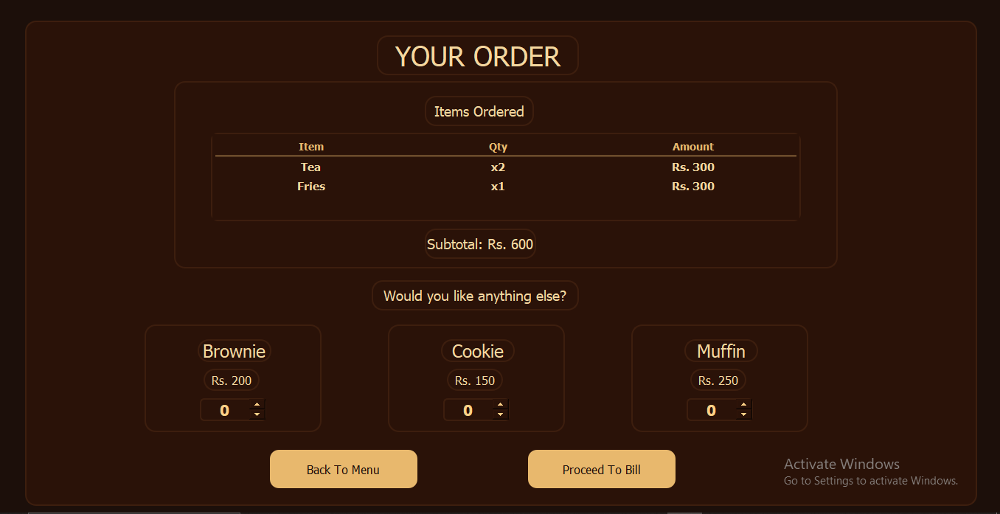 YOUR ORDER
Items Ordered
Item Qty Amount
Tea x2 Rs. 300
Fries x1 Rs. 300
Subtotal: Rs. 600
Would you like anything else?
Brownie Cookie Muffin
Rs. 200 Rs. 150 Rs. 250
0 0 0
Back To Menu Proceed To Bill
Activate Windows
Go to Settings to activate Windows.